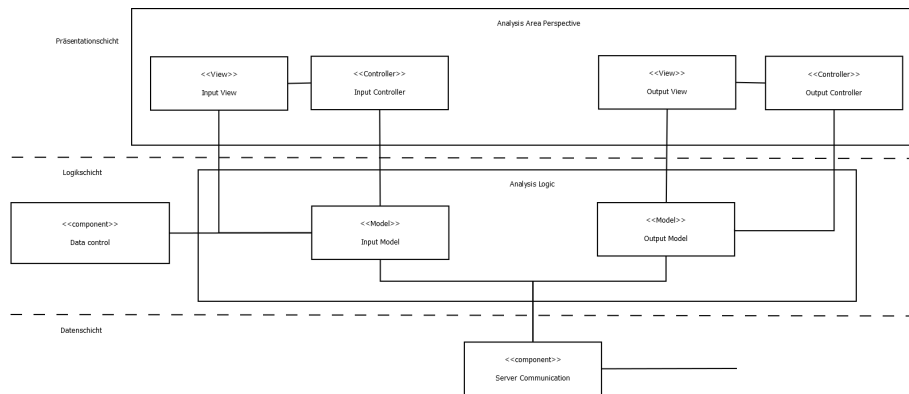 Analysis Area Perspective
Präsentationschicht
<<View>>
Input View
<<Controller>>
Input Controller
<<View>>
Output View
<<Controller>>
Output Controller
Logikschicht
Analysis Logic
<<component>>
Data control
<<Model>>
Input Model
<<Model>>
Output Model
Datenschicht
<<component>>
Server Communication